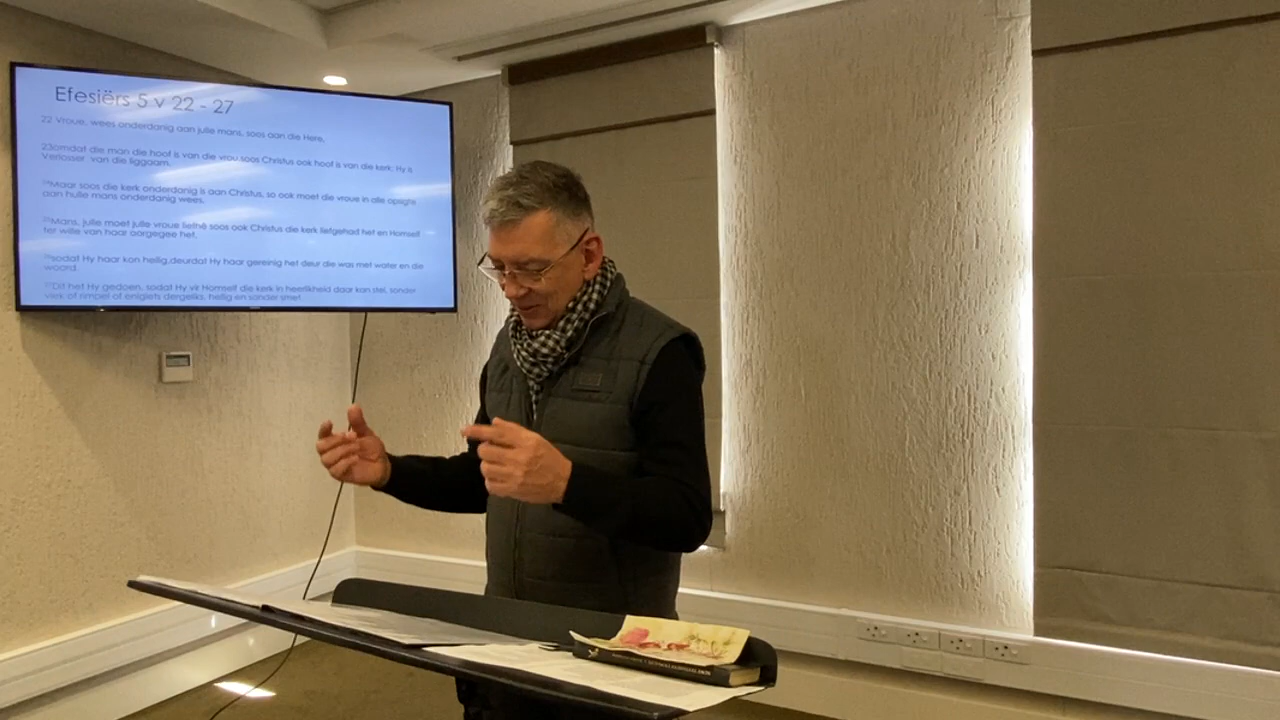 Efesiërs 5 v 22 - 27
22 Vroue, wees onderdanig aan julle mans, soos aan die Here,
23omdat die man die hoof is van die vrou,soos Christus ook hoof is van die kerk; Hy is
Verlosser van die liggaam.
24Maar soos die kerk onderdanig is aan Christus, so ook moet die vroue in alle opsigte
aan hulle mans onderdanig wees.
25Mans, julle moet julle vroue liefhê soos ook Christus die kerk liefgehad het en Homself
ter wille van haar oorgegee het,
26sodat Hy haar kon heilig,deurdat Hy haar gereinig het deur die was met water en die
woord.
27Dit het Hy gedoen, sodat Hy vir Homself die kerk in heerlikheid daar kan stel, sonder
vlek of rimpel of enigiets dergeliks, heilig en sonder smet